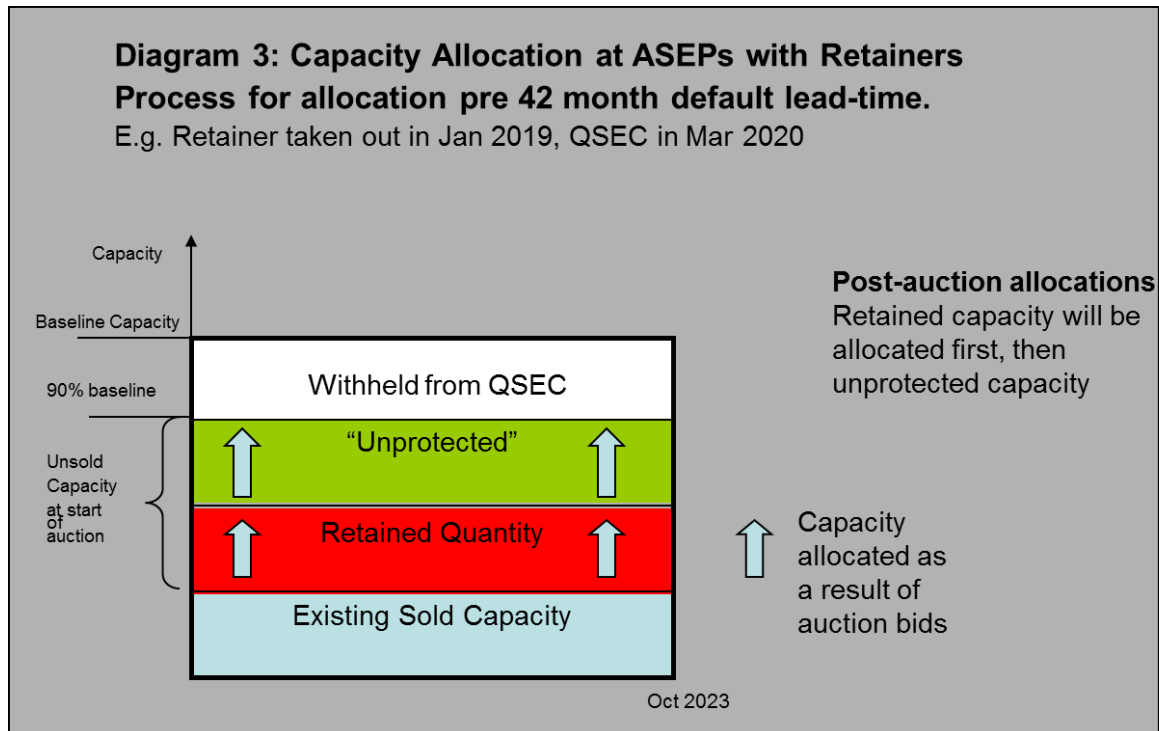 Diagram 3: Capacity Allocation at ASEPs with Retainers
Process for allocation pre 42 month default lead-time.
E.g. Retainer taken out in Jan 2019, QSEC in Mar 2020
Capacity
Baseline Capacity
90% baseline
Unsold
Capacity
at start
of
auction
Withheld from QSEC
“Unprotected”
Retained Quantity
Existing Sold Capacity
Oct 2023
Post-auction allocations
Retained capacity will be
allocated first, then
unprotected capacity
Capacity
allocated as
a result of
auction bids